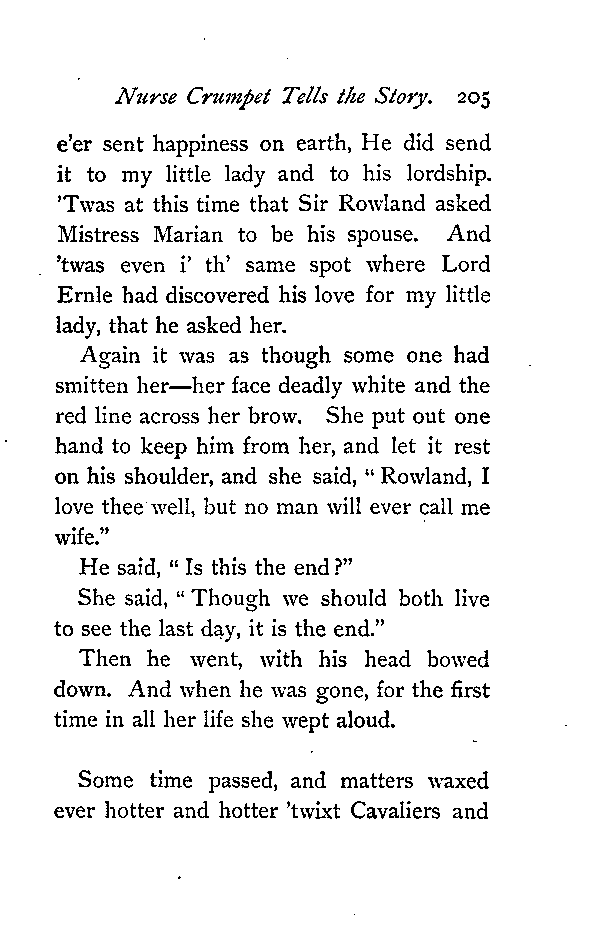 Nurse Crumpet Tells the Story. 205
e'er sent happiness on earth, He did send
it to my little lady and to his lordship.
'Twas at this time that Sir Rowland asked
Mistress Marian to be his spouse. And
'twas even i' th' same spot where Lord
Ernle had discovered his love for my little
lady, that he asked her.
Again it was as though some one had
smitten her—her face deadly white and the
red line across her brow. She put out one
hand to keep him from her, and let it rest
on his shoulder, and she said, "Rowland, I
love thee well, but no man will ever call me
wife."
He said, "Is this the end?"
She said, "Though we should both live
to see the last day, it is the end."
Then he went, with his head bowed
down. And when he was gone, for the first
time in all her life she wept aloud.
Some time passed, and matters waxed
ever hotter and hotter 'twixt Cavaliers and